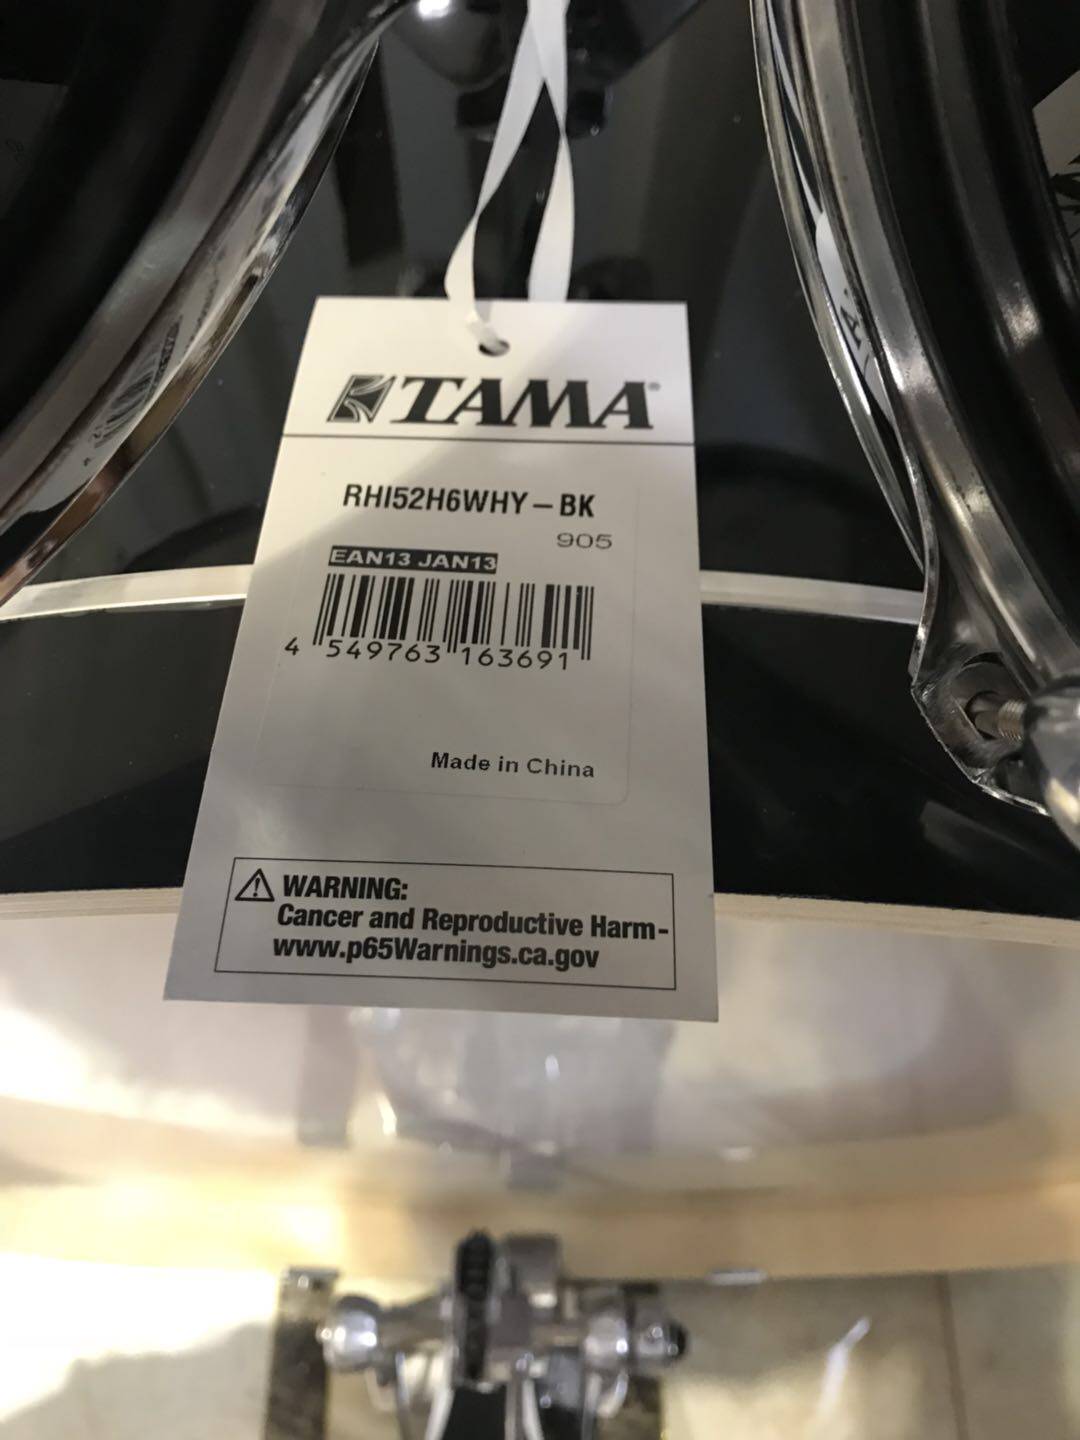 TAMA®
RHI52H6WHY-BK
905
EAN13 JAN13
4 549763 163691
Made in China
WARNING:
Cancer and Reproductive Harm-
www.p65Warnings.ca.gov